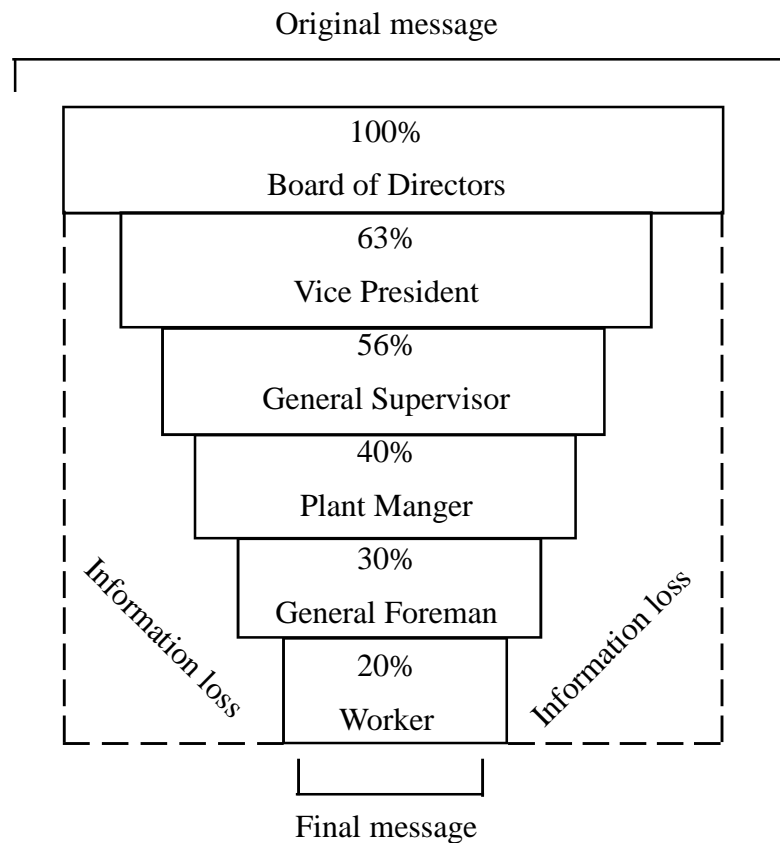 Original message
100%
Board of Directors
63%
Vice President
56%
General Supervisor
40%
Plant Manger
30%
General Foreman
20%
Worker
Information loss
Information loss
Final message